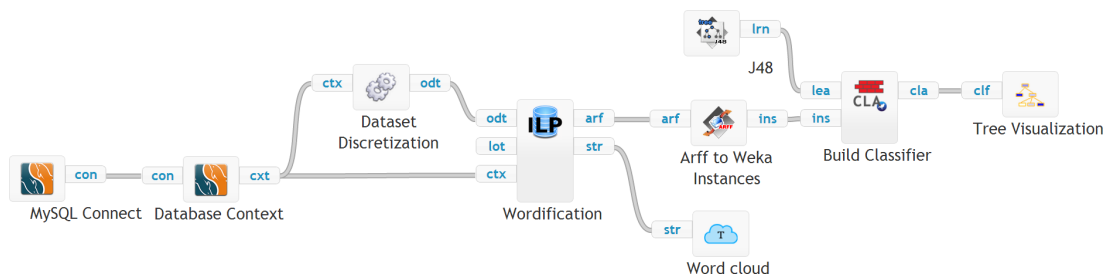 lrn
J48
ctx
odt
lea
cla
clf
CLA
Dataset
Discretization
odt
ILP
arf
arf
ins
ins
Tree Visualization
lot
str
Arff to Weka
Instances
Build Classifier
con
con
cxt
ctx
MySQL Connect
Database Context
Wordification
str
T
Word cloud